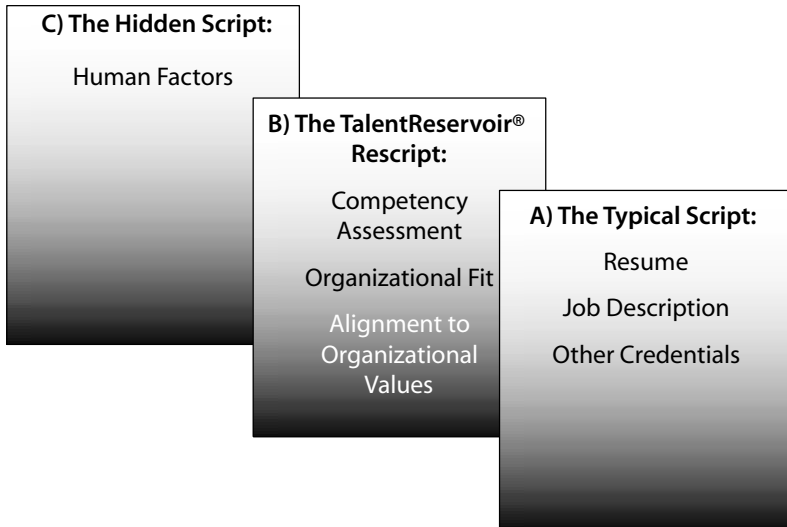 C) The Hidden Script:
Human Factors
B) The TalentReservoir®
Rescript:
Competency
Assessment
Organizational Fit
Alignment to
Organizational
Values
A) The Typical Script:
Resume
Job Description
Other Credentials